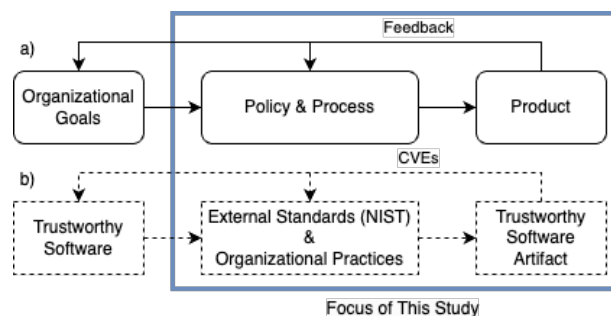 Feedback
a)
Organizational
Goals
Policy & Process
Product
CVEs
b)
Trustworthy
Software
External Standards (NIST)
&
Organizational Practices
Trustworthy
Software
Artifact
Focus of This Study